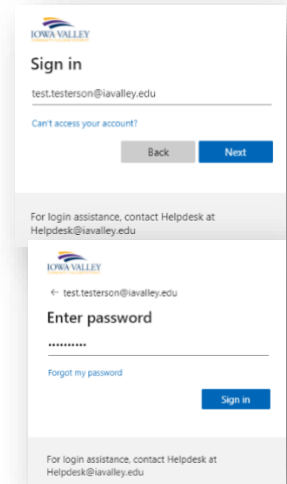 IOWA VALLEY
Sign in
test.testerson@iavalley.edu
Can't access your account?
Back Next
For login assistance, contact Helpdesk at
Helpdesk@iavalley.edu
IOWA VALLEY
← test.testerson@iavalley.edu
Enter password
••••••••••
Forgot my password
Sign in
For login assistance, contact Helpdesk at
Helpdesk@iavalley.edu